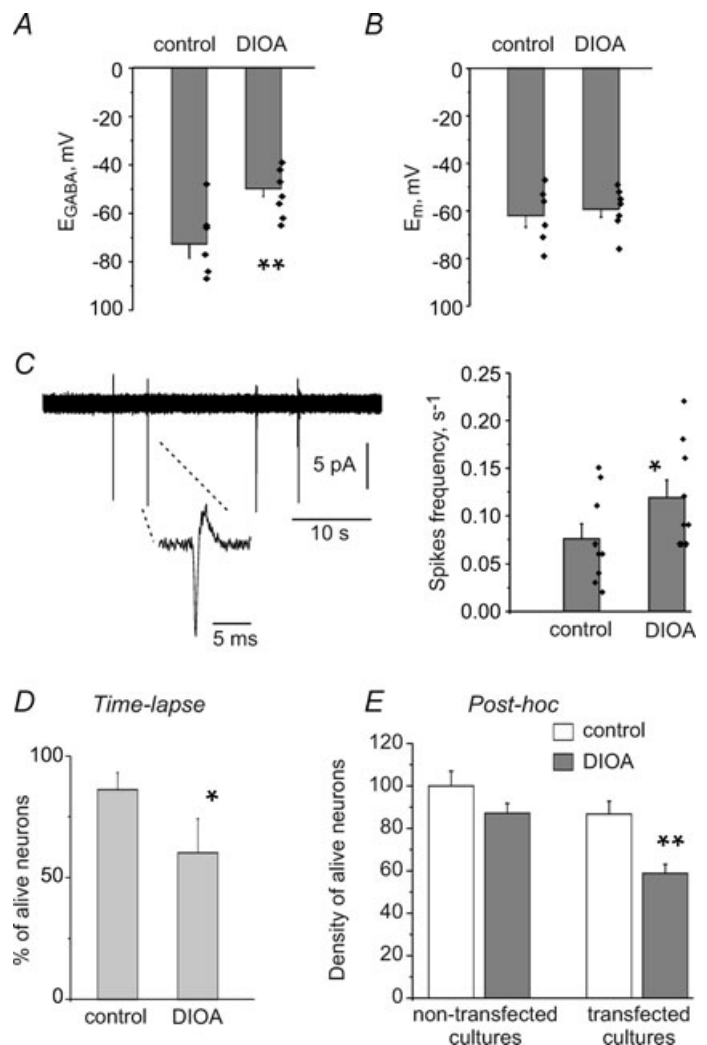 A
control DIOA
0
-20
-40
-60
-80
100
E_GABA, mV
**
B
control DIOA
0
-20
-40
-60
-80
100
E_m, mV
C
5 pA
10 s
5 ms
0.25
0.20
0.15
0.10
0.05
0.00
Spikes frequency, s⁻¹
*
control DIOA
D Time-lapse
100
50
0
% of alive neurons
*
control DIOA
E Post-hoc
control
DIOA
120
100
80
60
40
20
0
Density of alive neurons
**
non-transfected transfected
cultures cultures